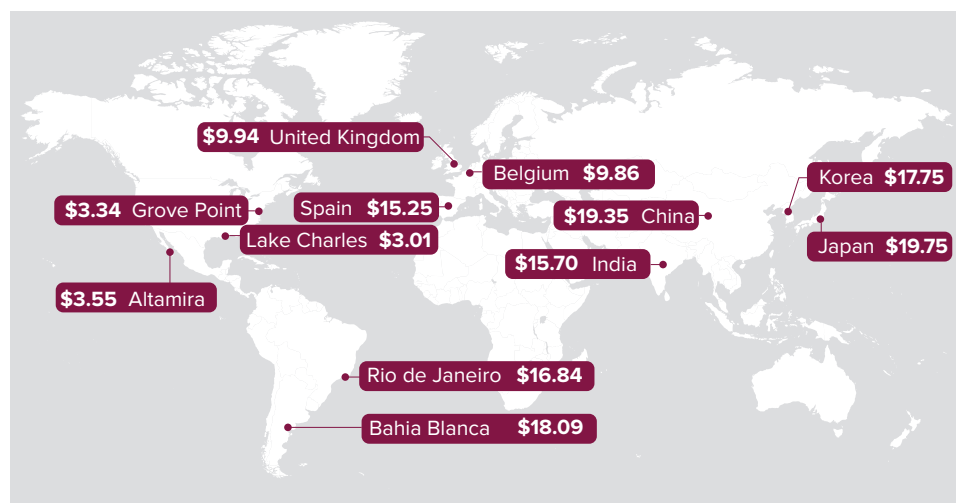 $9.94 United Kingdom
Belgium $9.86
Korea $17.75
$3.34 Grove Point
Spain $15.25
$19.35 China
Lake Charles $3.01
Japan $19.75
$15.70 India
$3.55 Altamira
Rio de Janeiro $16.84
Bahia Blanca $18.09